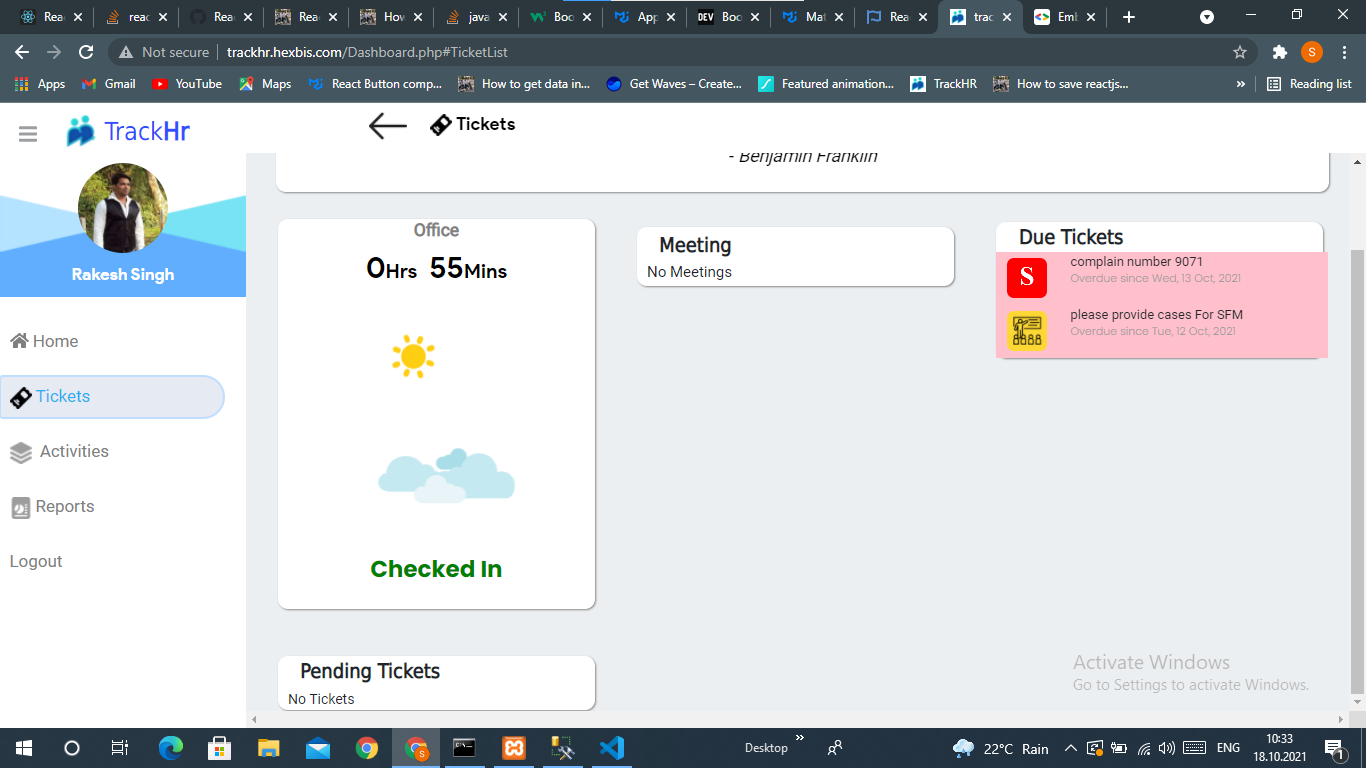 Rea
reac
Rea
Rea
How
java
Boo
App
DEV
Boo
Mat
Rea
trac
Emb
Not secure
trackhr.hexbis.com/Dashboard.php#TicketList
S
Apps
Gmail
YouTube
Maps
React Button comp...
How to get data in...
Get Waves – Create...
Featured animation...
TrackHR
How to save reactjs...
»
Reading list
TrackHr
Tickets
- Benjamin Franklin
Rakesh Singh
Home
Tickets
Activities
Reports
Logout
Office
0Hrs 55Mins
Checked In
Meeting
No Meetings
Due Tickets
S
complain number 9071
Overdue since Wed, 13 Oct, 2021
please provide cases For SFM
Overdue since Tue, 12 Oct, 2021
Pending Tickets
No Tickets
Activate Windows
Go to Settings to activate Windows.
Desktop
»
22°C Rain
ENG
10:33
18.10.2021
1